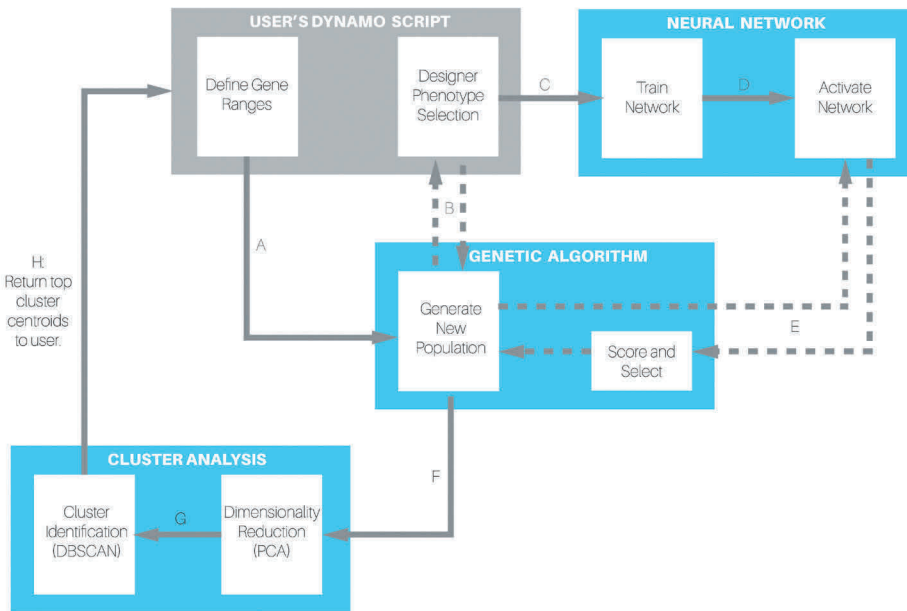 USER'S DYNAMO SCRIPT
NEURAL NETWORK
Define Gene
Ranges
Designer
Phenotype
Selection
C
Train
Network
D
Activate
Network
B
A
GENETIC ALGORITHM
H:
Return top
cluster
centroids
to user.
Generate
New
Population
E
Score and
Select
F
CLUSTER ANALYSIS
Cluster
Identification
(DBSCAN)
G
Dimensionality
Reduction
(PCA)